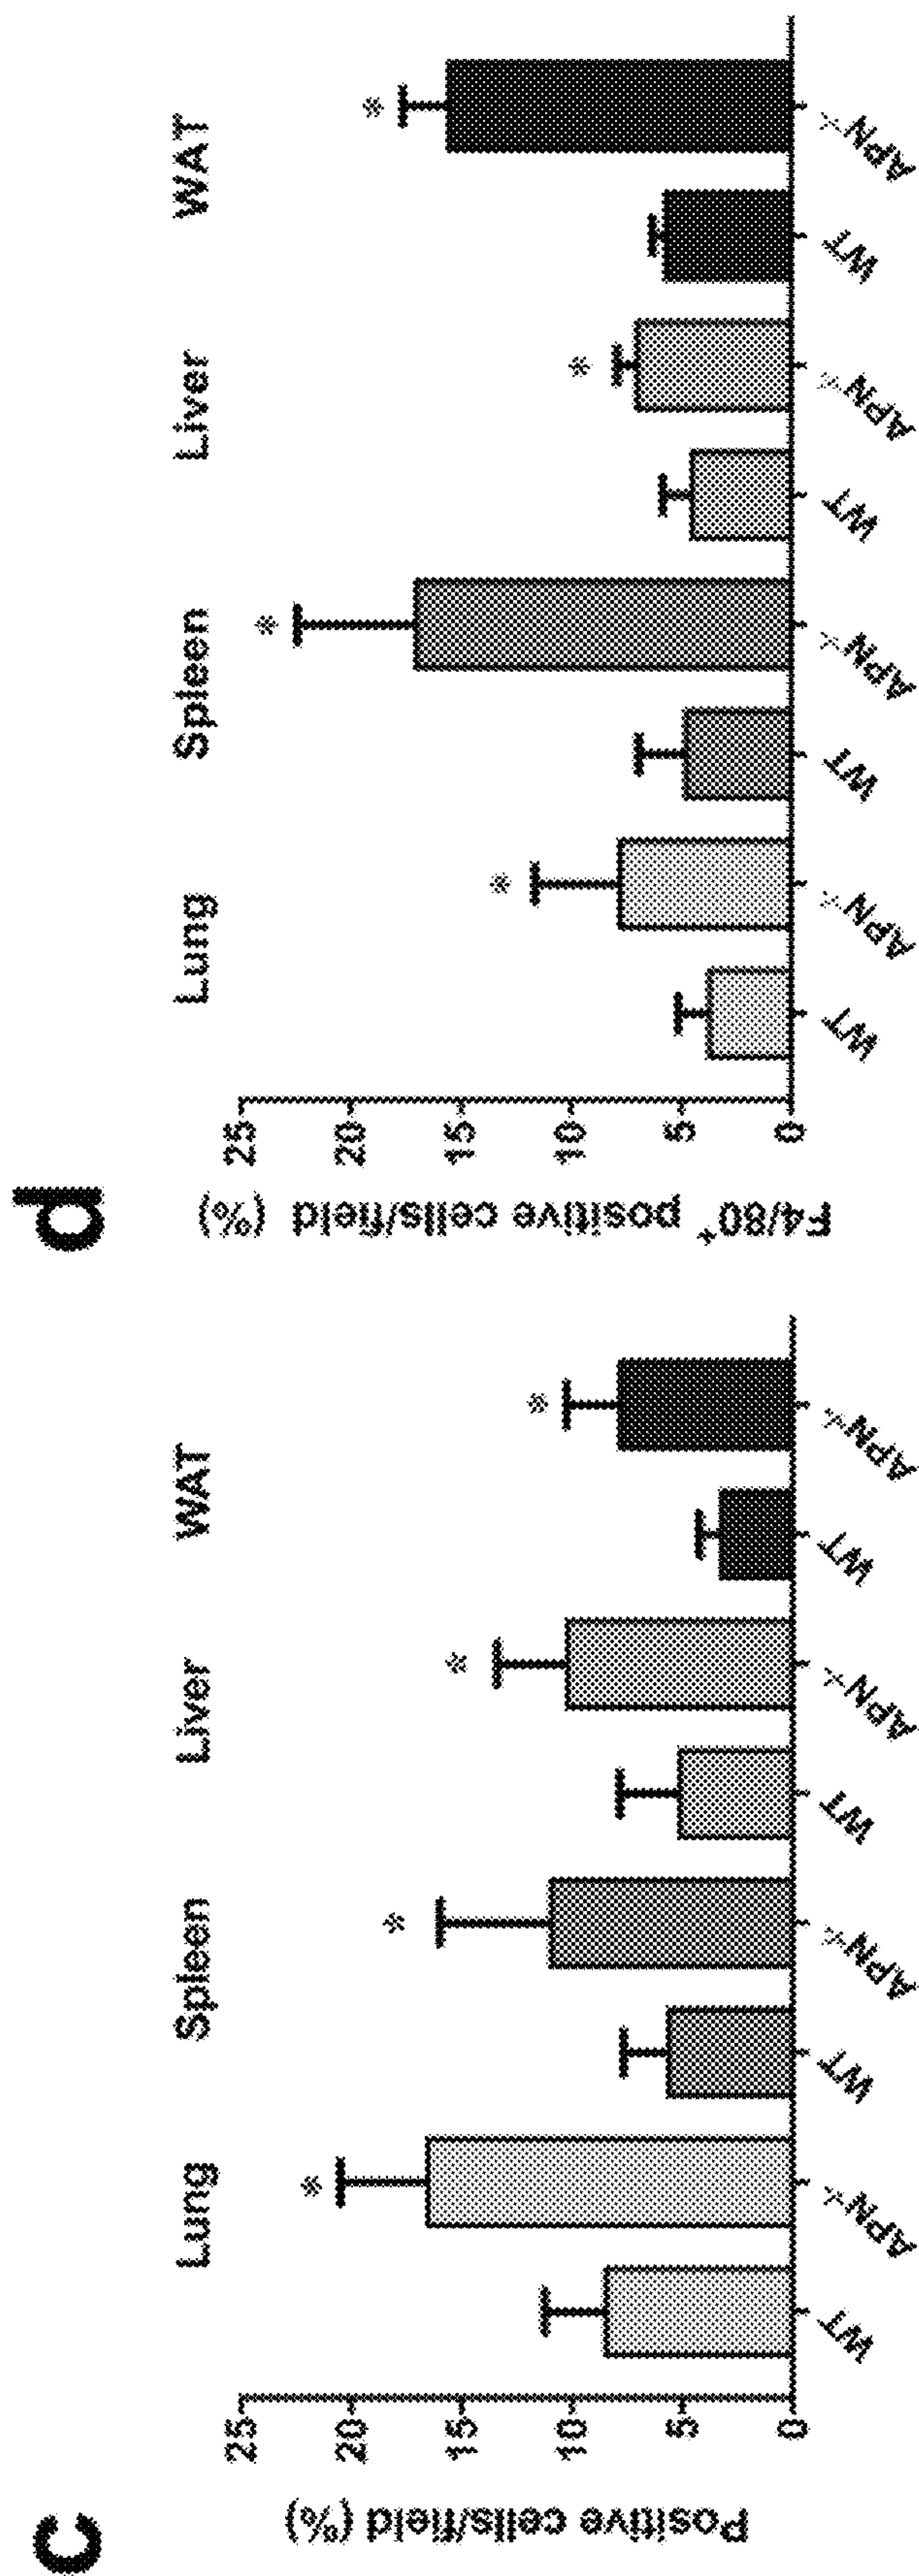 c
Lung Spleen Liver WAT
Positive cells/field (%)
25
20
15
10
5
0
WT APN-/- WT APN-/- WT APN-/- WT APN-/-
* * * *
d
Lung Spleen Liver WAT
F4/80+ positive cells/field (%)
25
20
15
10
5
0
WT APN-/- WT APN-/- WT APN-/- WT APN-/-
* * * *